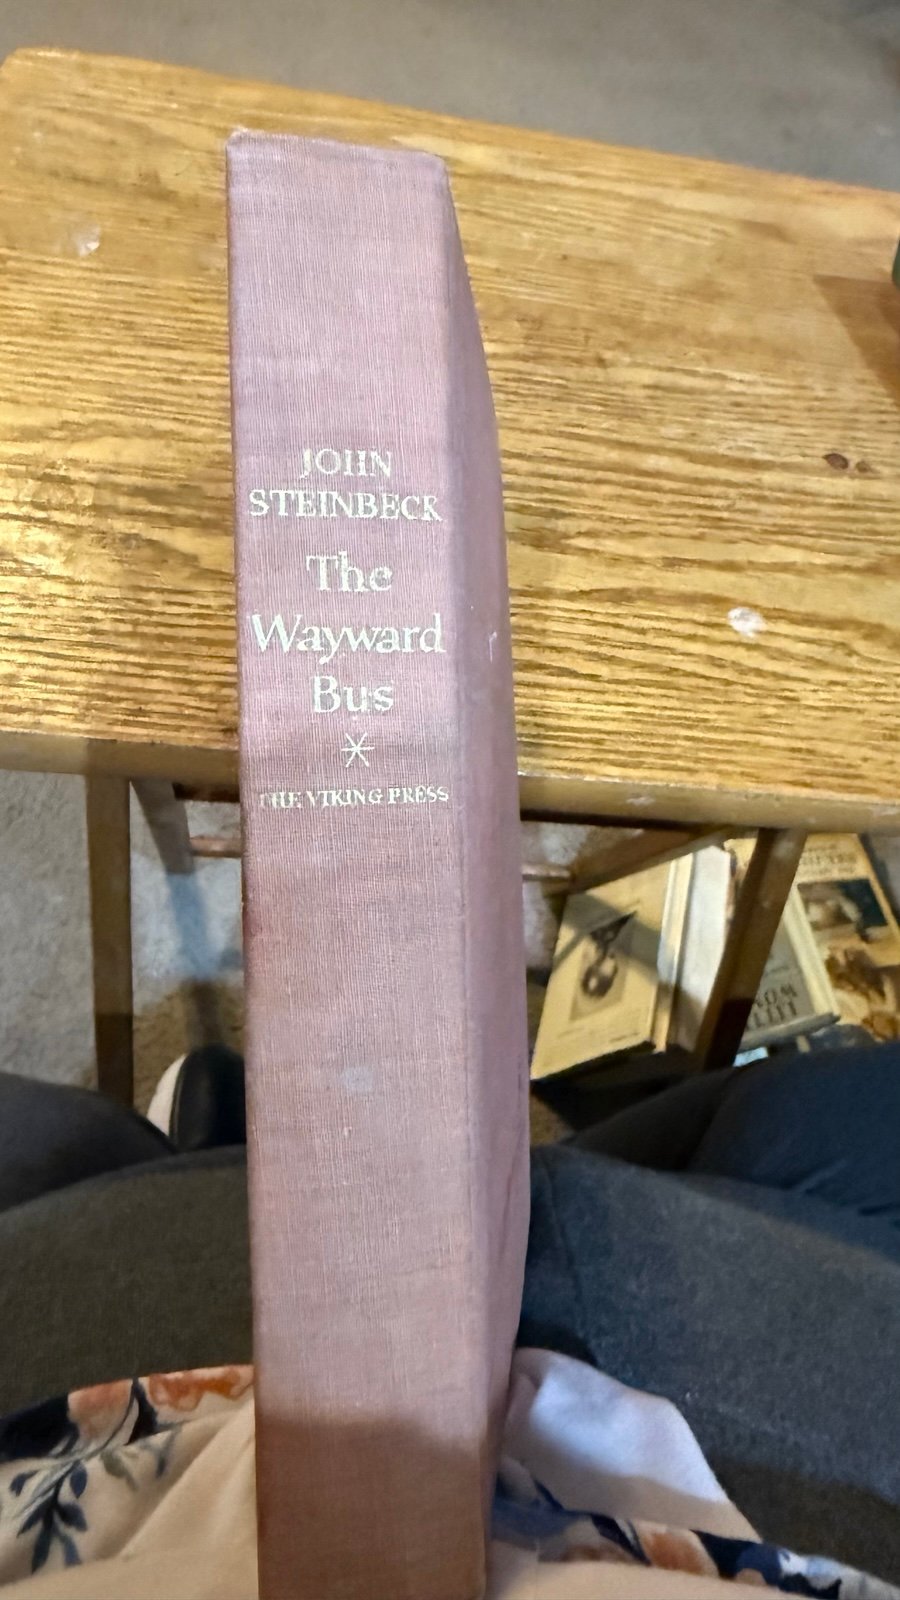 JOHN
STEINBECK
The
Wayward
Bus
THE VIKING PRESS